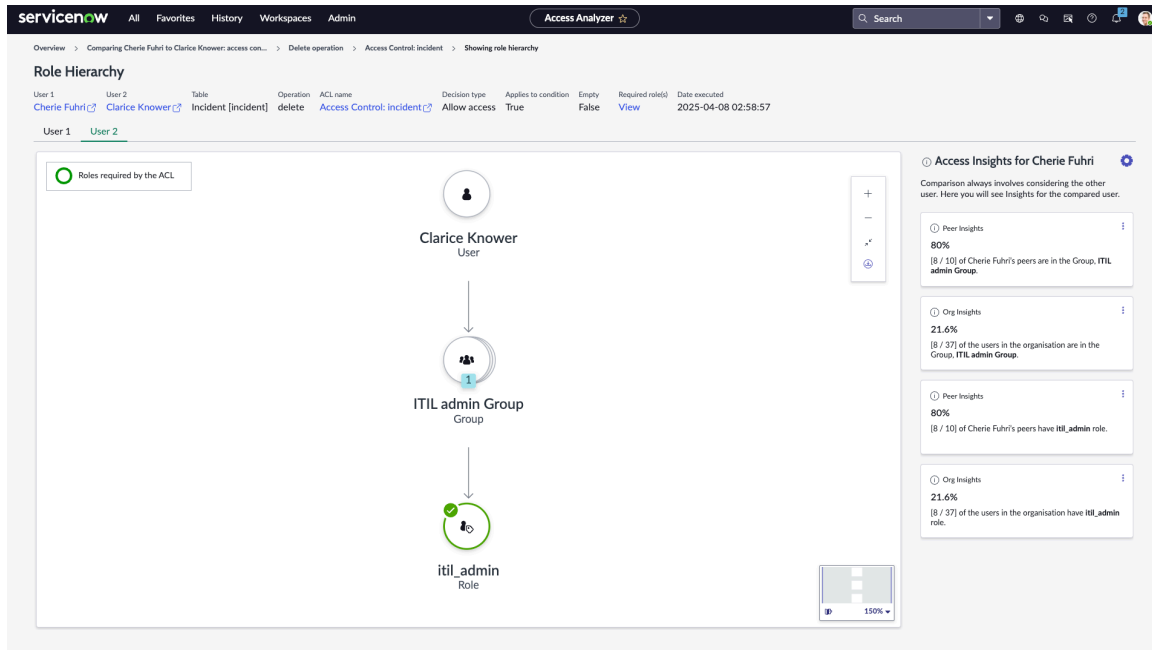 servicenow All Favorites History Workspaces Admin Access Analyzer Search 2
Overview > Comparing Cherie Fuhri to Clarice Knower: access con... > Delete operation > Access Control: incident > Showing role hierarchy
Role Hierarchy
User 1 User 2 Table Operation ACL name Decision type Applies to condition Empty Required role(s) Date executed
Cherie Fuhri Clarice Knower Incident [incident] delete Access Control: incident Allow access True False View 2025-04-08 02:58:57
User 1 User 2
Roles required by the ACL
Clarice Knower
User
1
ITIL admin Group
Group
itil_admin
Role
150%
Access Insights for Cherie Fuhri
Comparison always involves considering the other
user. Here you will see Insights for the compared user.
Peer Insights
80%
[8 / 10] of Cherie Fuhri's peers are in the Group, ITIL
admin Group.
Org Insights
21.6%
[8 / 37] of the users in the organisation are in the
Group, ITIL admin Group.
Peer Insights
80%
[8 / 10] of Cherie Fuhri's peers have itil_admin role.
Org Insights
21.6%
[8 / 37] of the users in the organisation have itil_admin
role.